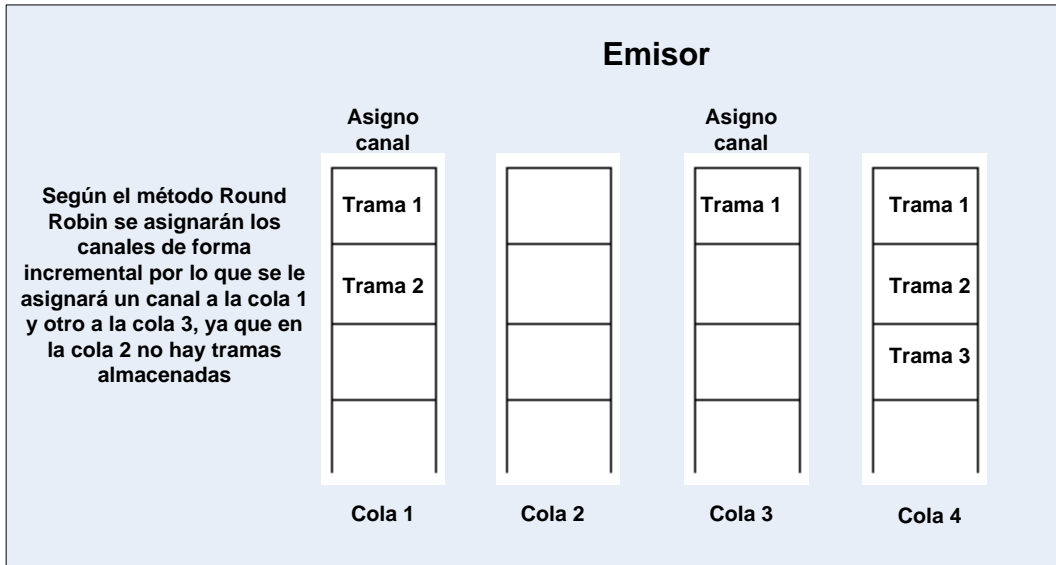 Emisor
Asigno
canal
Asigno
canal
Según el método Round
Robin se asignarán los
canales de forma
incremental por lo que se le
asignará un canal a la cola 1
y otro a la cola 3, ya que en
la cola 2 no hay tramas
almacenadas
Trama 1
Trama 2
Trama 1
Trama 1
Trama 2
Trama 3
Cola 1
Cola 2
Cola 3
Cola 4